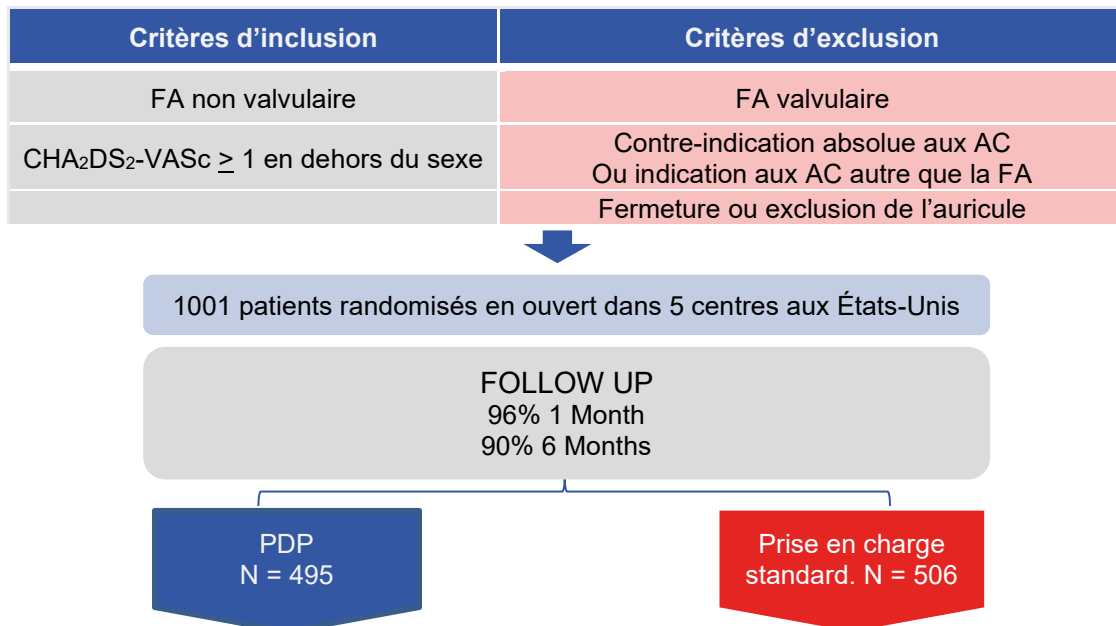 Critères d’inclusion
Critères d’exclusion
FA non valvulaire
FA valvulaire
CHA₂DS₂-VASc ≥ 1 en dehors du sexe
Contre-indication absolue aux AC
Ou indication aux AC autre que la FA
Fermeture ou exclusion de l’auricule
1001 patients randomisés en ouvert dans 5 centres aux États-Unis
FOLLOW UP
96% 1 Month
90% 6 Months
PDP
N = 495
Prise en charge
standard. N = 506